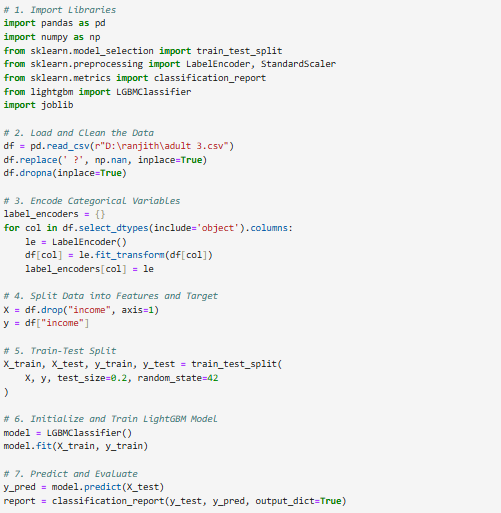 # 1. Import Libraries
import pandas as pd
import numpy as np
from sklearn.model_selection import train_test_split
from sklearn.preprocessing import LabelEncoder, StandardScaler
from sklearn.metrics import classification_report
from lightgbm import LGBMClassifier
import joblib
# 2. Load and Clean the Data
df = pd.read_csv(r"D:\ranjith\adult 3.csv")
df.replace(' ?', np.nan, inplace=True)
df.dropna(inplace=True)
# 3. Encode Categorical Variables
label_encoders = {}
for col in df.select_dtypes(include='object').columns:
    le = LabelEncoder()
    df[col] = le.fit_transform(df[col])
    label_encoders[col] = le
# 4. Split Data into Features and Target
X = df.drop("income", axis=1)
y = df["income"]
# 5. Train-Test Split
X_train, X_test, y_train, y_test = train_test_split(
    X, y, test_size=0.2, random_state=42
)
# 6. Initialize and Train LightGBM Model
model = LGBMClassifier()
model.fit(X_train, y_train)
# 7. Predict and Evaluate
y_pred = model.predict(X_test)
report = classification_report(y_test, y_pred, output_dict=True)